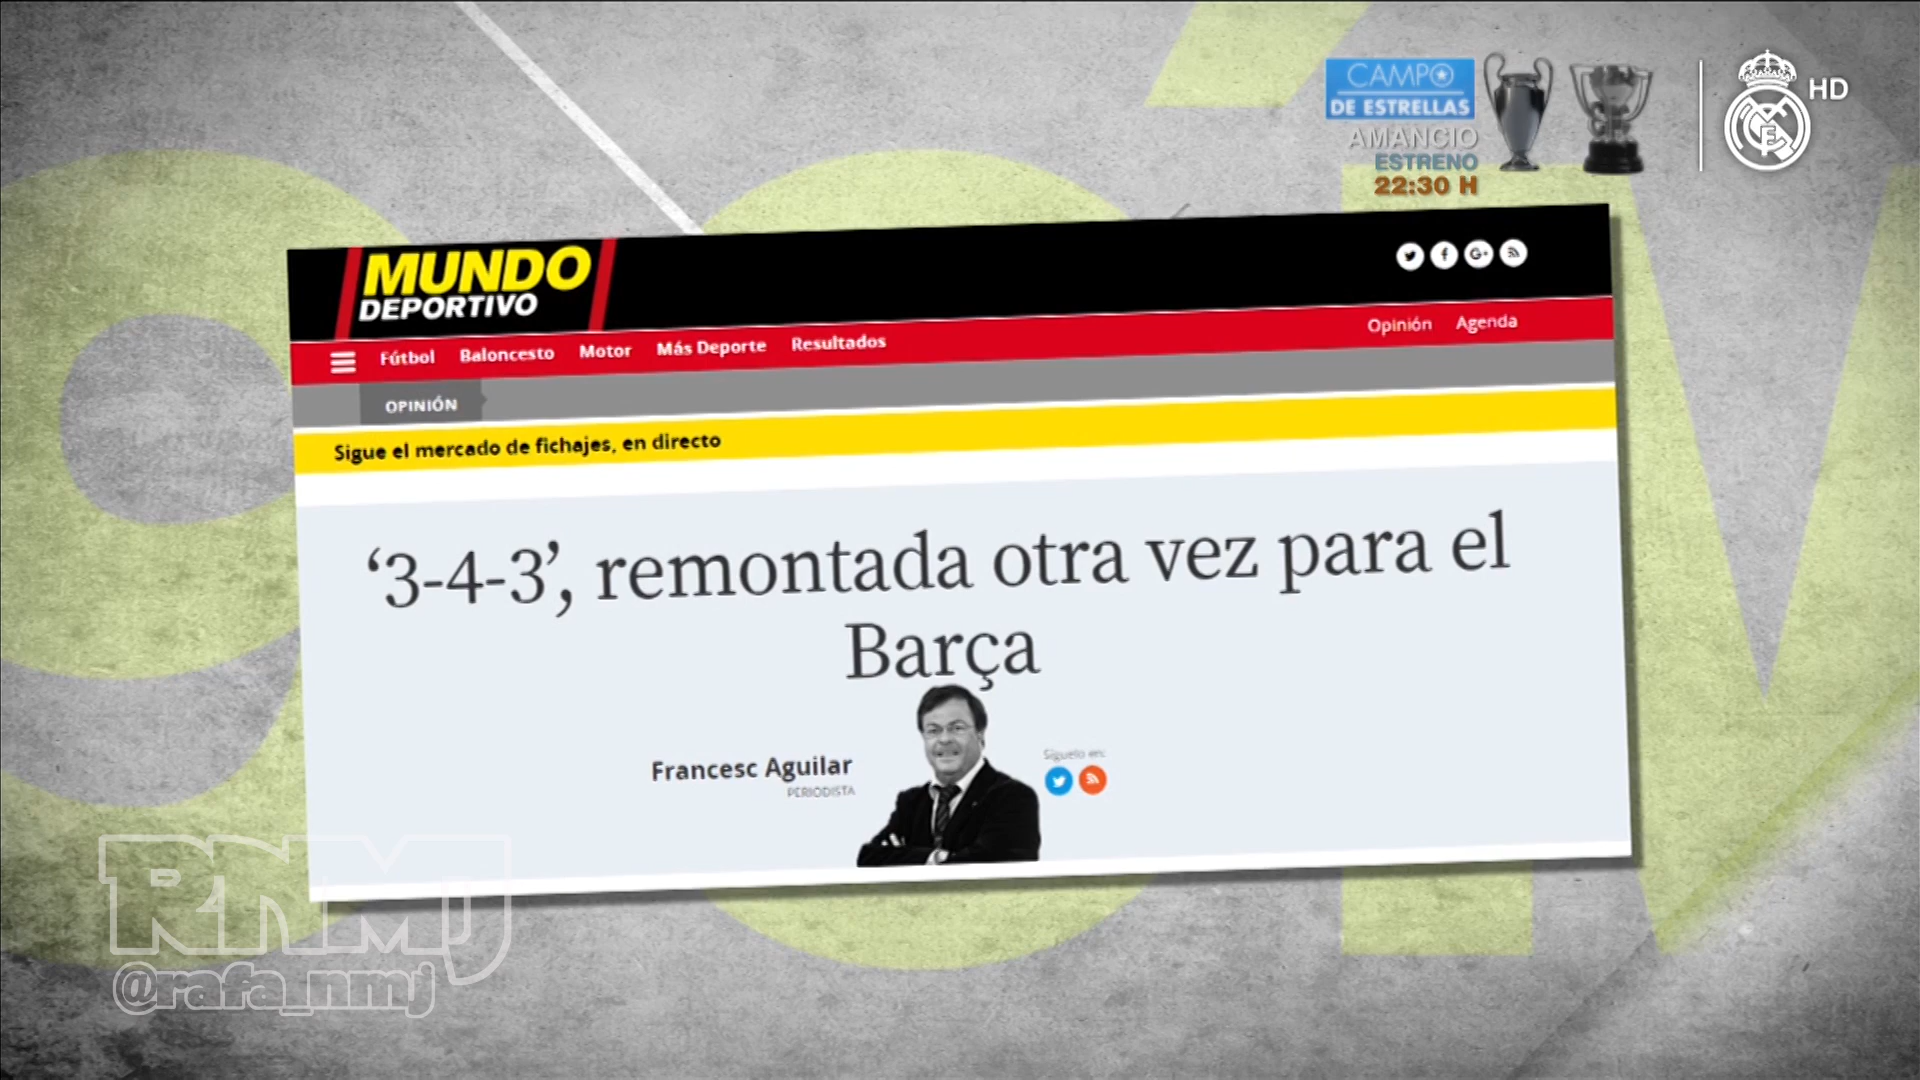 CAMPO
DE ESTRELLAS
AMANCIO
ESTRENO
22:30 H
HD
MUNDO
DEPORTIVO
Fútbol Baloncesto Motor Más Deporte Resultados
Opinión Agenda
OPINIÓN
Sigue el mercado de fichajes, en directo
‘3-4-3’, remontada otra vez para el
Barça
Francesc Aguilar
PERIODISTA
Síguelo en:
RNMJ
@rafa_nmj